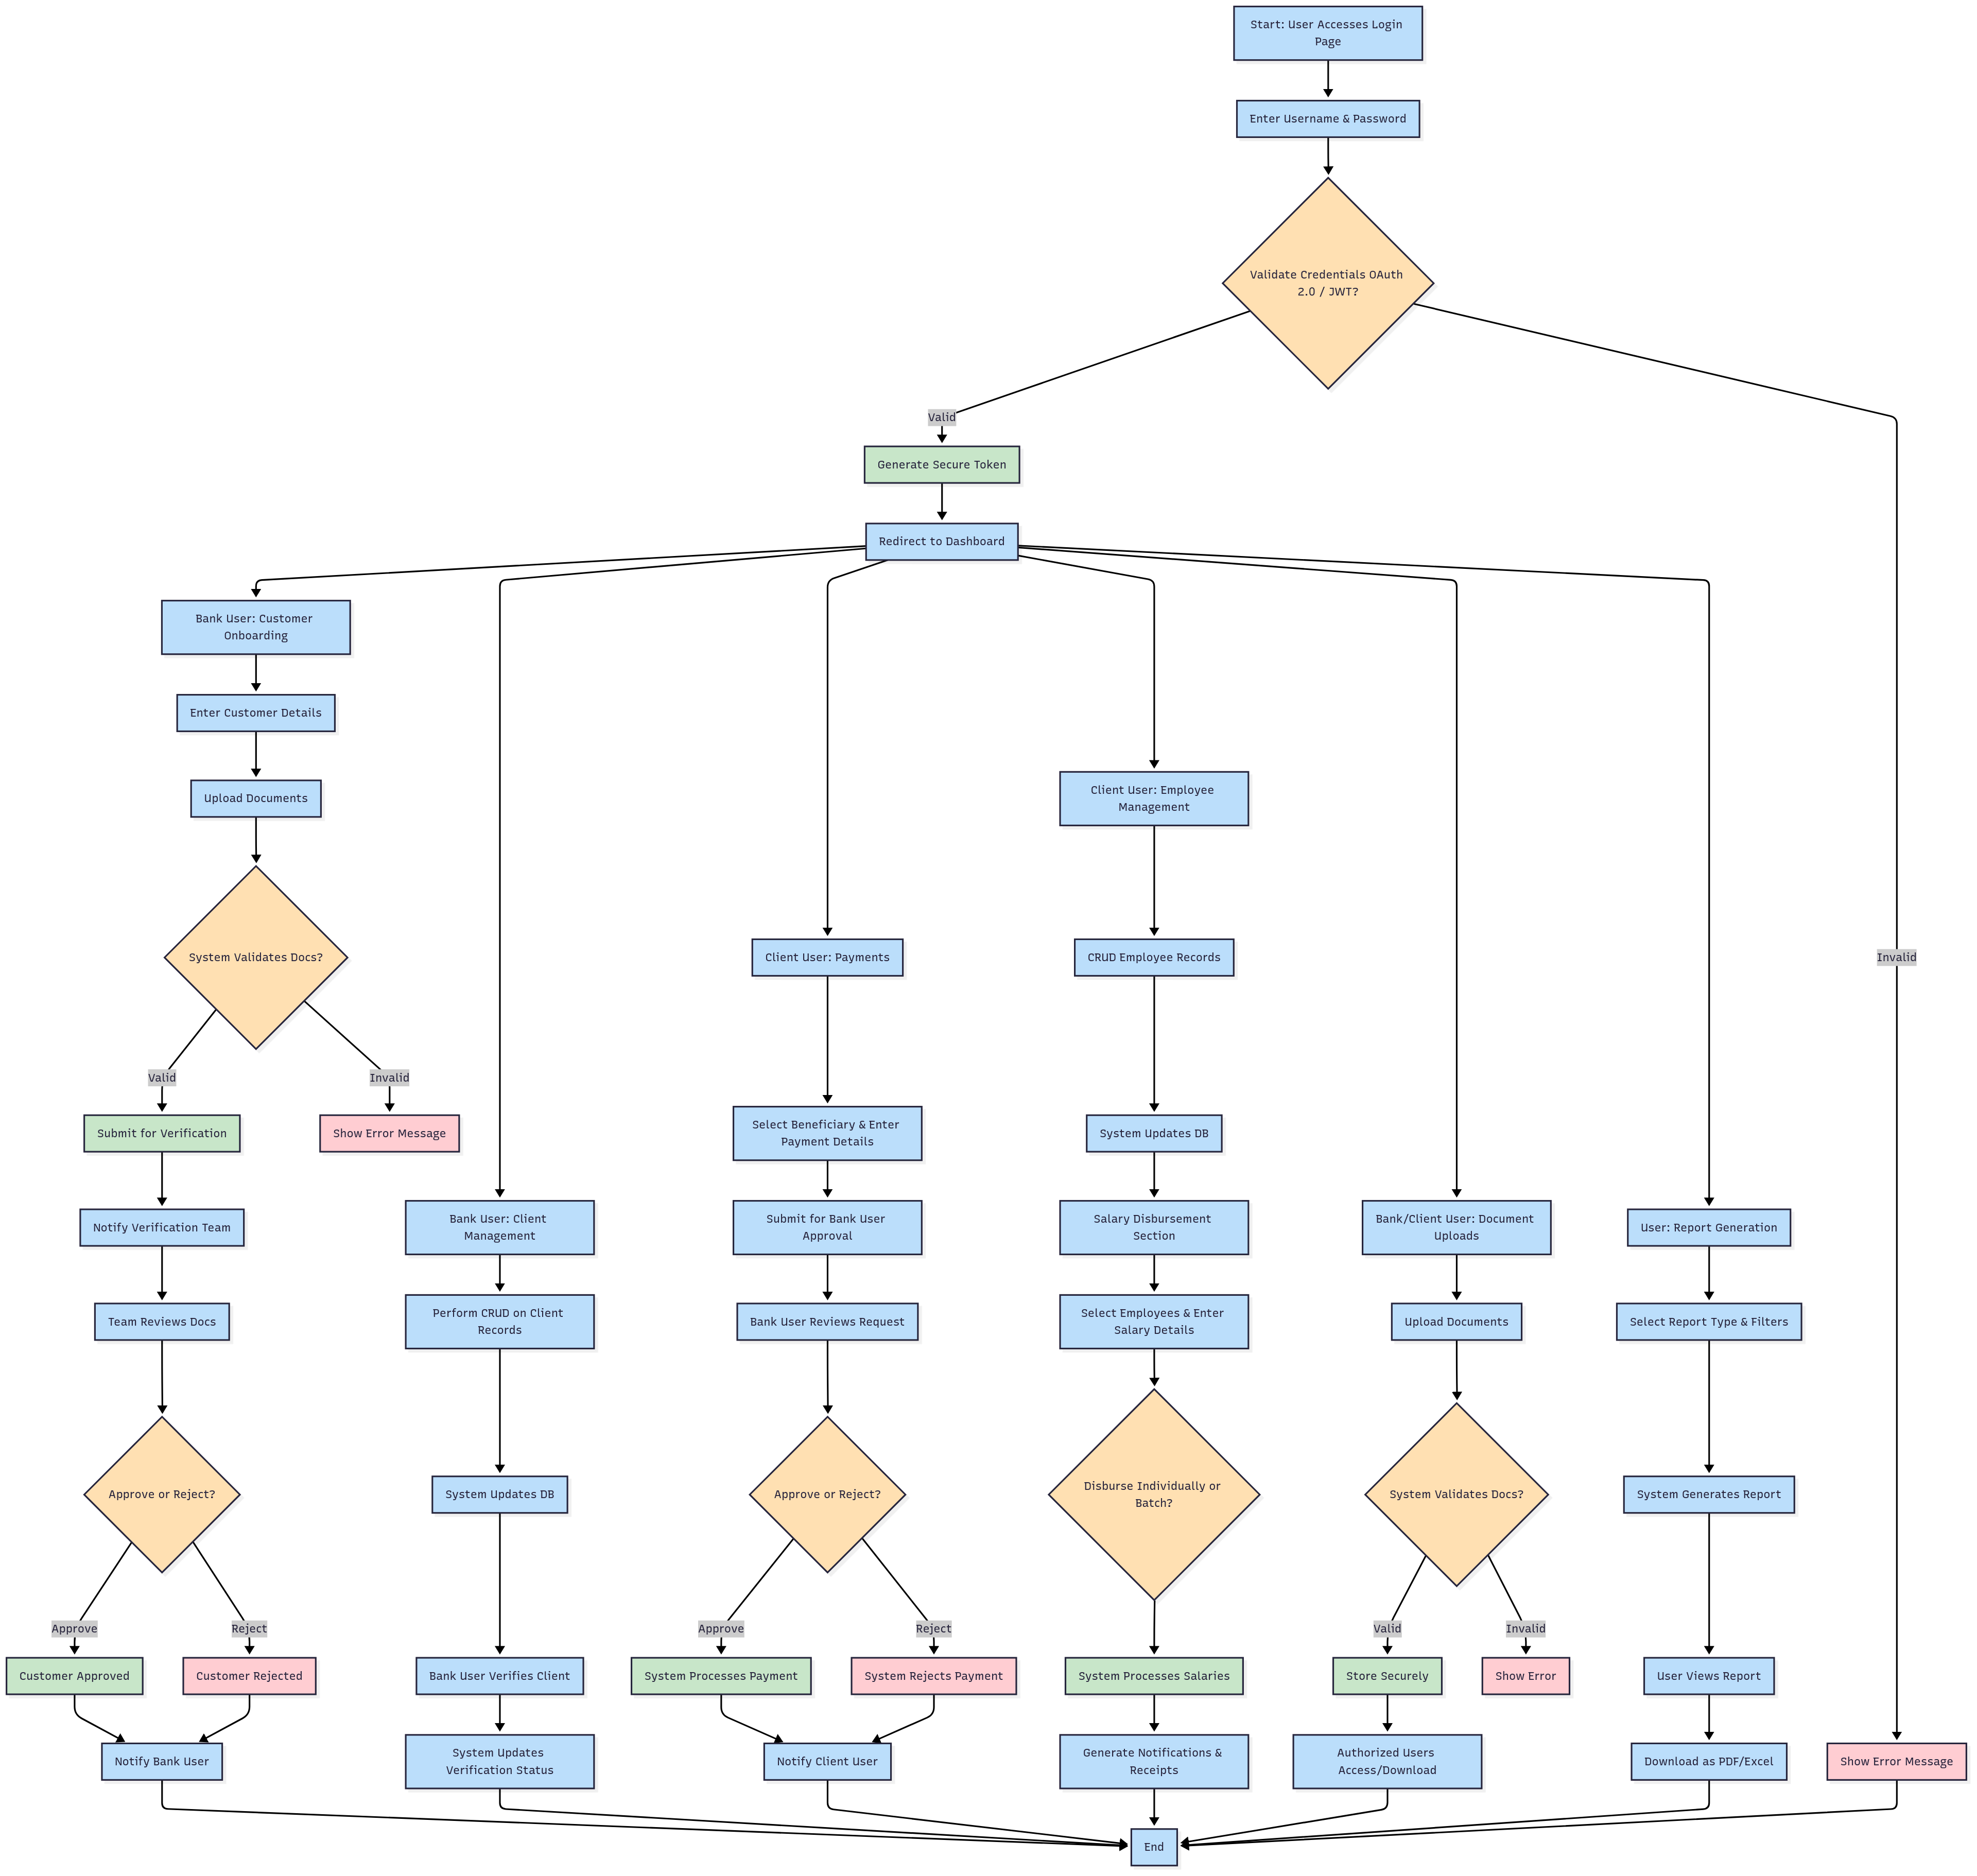 Start: User Accesses Login
Page
Enter Username & Password
Validate Credentials OAuth
2.0 / JWT?
Valid
Generate Secure Token
Redirect to Dashboard
Bank User: Customer
Onboarding
Enter Customer Details
Upload Documents
System Validates Docs?
Valid
Invalid
Submit for Verification
Show Error Message
Notify Verification Team
Team Reviews Docs
Approve or Reject?
Approve
Reject
Customer Approved
Customer Rejected
Notify Bank User
Bank User: Client
Management
Perform CRUD on Client
Records
System Updates DB
Bank User Verifies Client
System Updates
Verification Status
Client User: Payments
Select Beneficiary & Enter
Payment Details
Submit for Bank User
Approval
Bank User Reviews Request
Approve or Reject?
Approve
Reject
System Processes Payment
System Rejects Payment
Notify Client User
Client User: Employee
Management
CRUD Employee Records
System Updates DB
Salary Disbursement
Section
Select Employees & Enter
Salary Details
Disburse Individually or
Batch?
System Processes Salaries
Generate Notifications &
Receipts
Bank/Client User: Document
Uploads
Upload Documents
System Validates Docs?
Valid
Invalid
Store Securely
Show Error
Authorized Users
Access/Download
User: Report Generation
Select Report Type & Filters
System Generates Report
User Views Report
Download as PDF/Excel
Invalid
Show Error Message
End